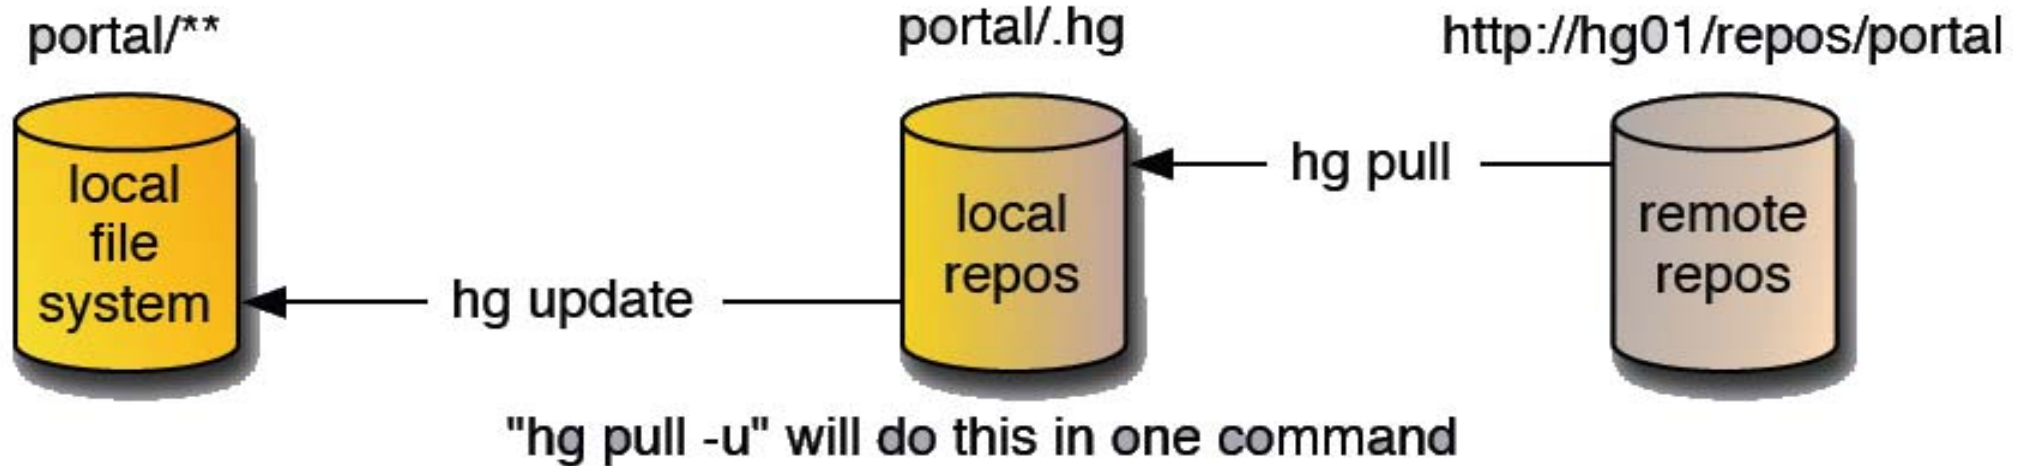 portal/**
portal/.hg
http://hg01/repos/portal
local
file
system
hg update
local
repos
hg pull
remote
repos
"hg pull -u" will do this in one command